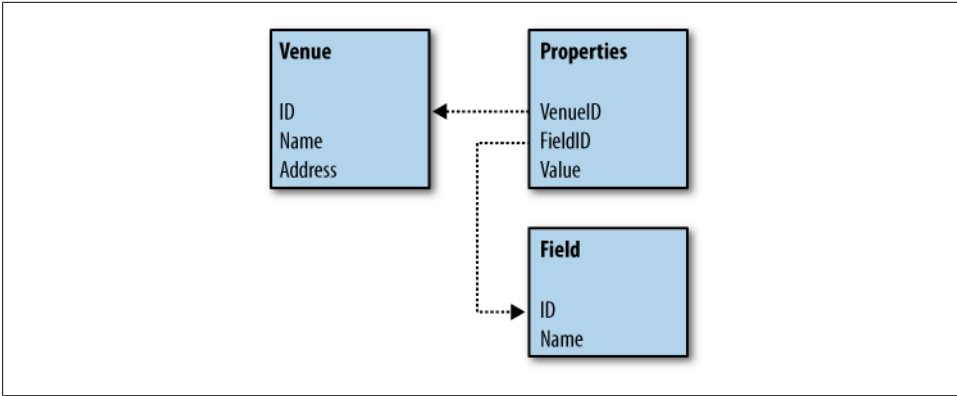 Venue
ID
Name
Address
Properties
VenueID
FieldID
Value
Field
ID
Name